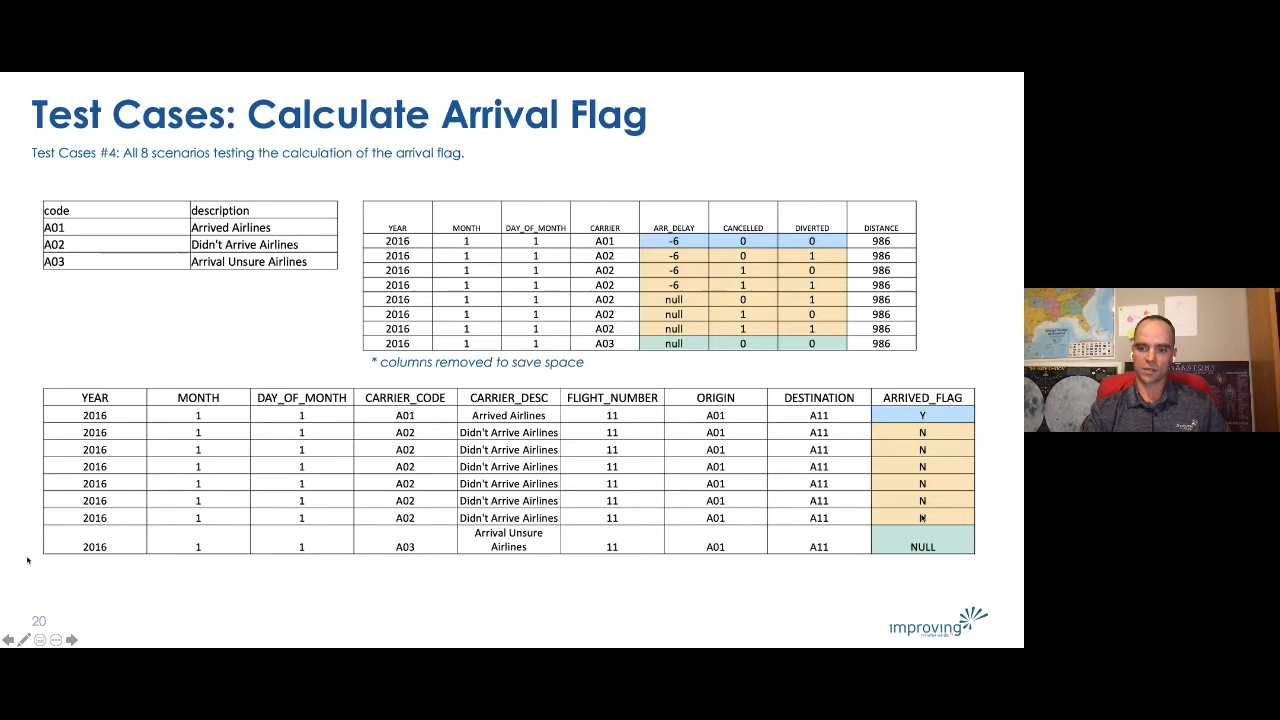 Test Cases: Calculate Arrival Flag
Test Cases #4: All 8 scenarios testing the calculation of the arrival flag.
code description
A01 Arrived Airlines
A02 Didn't Arrive Airlines
A03 Arrival Unsure Airlines
YEAR MONTH DAY_OF_MONTH CARRIER ARR_DELAY CANCELLED DIVERTED DISTANCE
2016 1 1 A01 -6 0 0 986
2016 1 1 A02 -6 0 1 986
2016 1 1 A02 -6 1 0 986
2016 1 1 A02 -6 1 1 986
2016 1 1 A02 null 0 1 986
2016 1 1 A02 null 1 0 986
2016 1 1 A02 null 1 1 986
2016 1 1 A03 null 0 0 986
* columns removed to save space
YEAR MONTH DAY_OF_MONTH CARRIER_CODE CARRIER_DESC FLIGHT_NUMBER ORIGIN DESTINATION ARRIVED_FLAG
2016 1 1 A01 Arrived Airlines 11 A01 A11 Y
2016 1 1 A02 Didn't Arrive Airlines 11 A01 A11 N
2016 1 1 A02 Didn't Arrive Airlines 11 A01 A11 N
2016 1 1 A02 Didn't Arrive Airlines 11 A01 A11 N
2016 1 1 A02 Didn't Arrive Airlines 11 A01 A11 N
2016 1 1 A02 Didn't Arrive Airlines 11 A01 A11 N
2016 1 1 A02 Didn't Arrive Airlines 11 A01 A11 N
Arrival Unsure
2016 1 1 A03 Airlines 11 A01 A11 NULL
20
improving